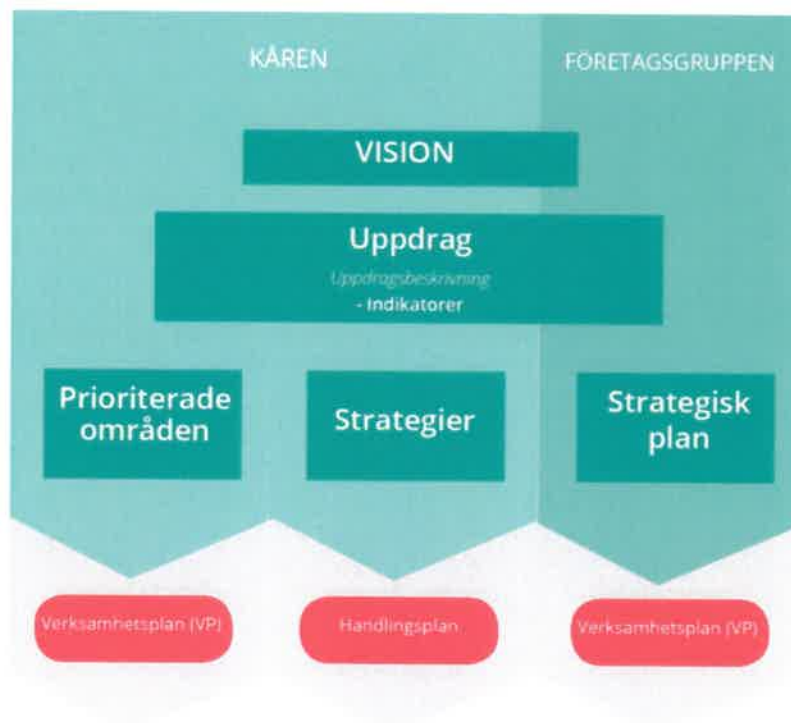 KÅREN
FÖRETAGSGRUPPEN
VISION
Uppdrag
Uppdragsbeskrivning
- Indikatorer
Prioriterade
områden
Strategier
Strategisk
plan
Verksamhetsplan (VP)
Handlingsplan
Verksamhetsplan (VP)